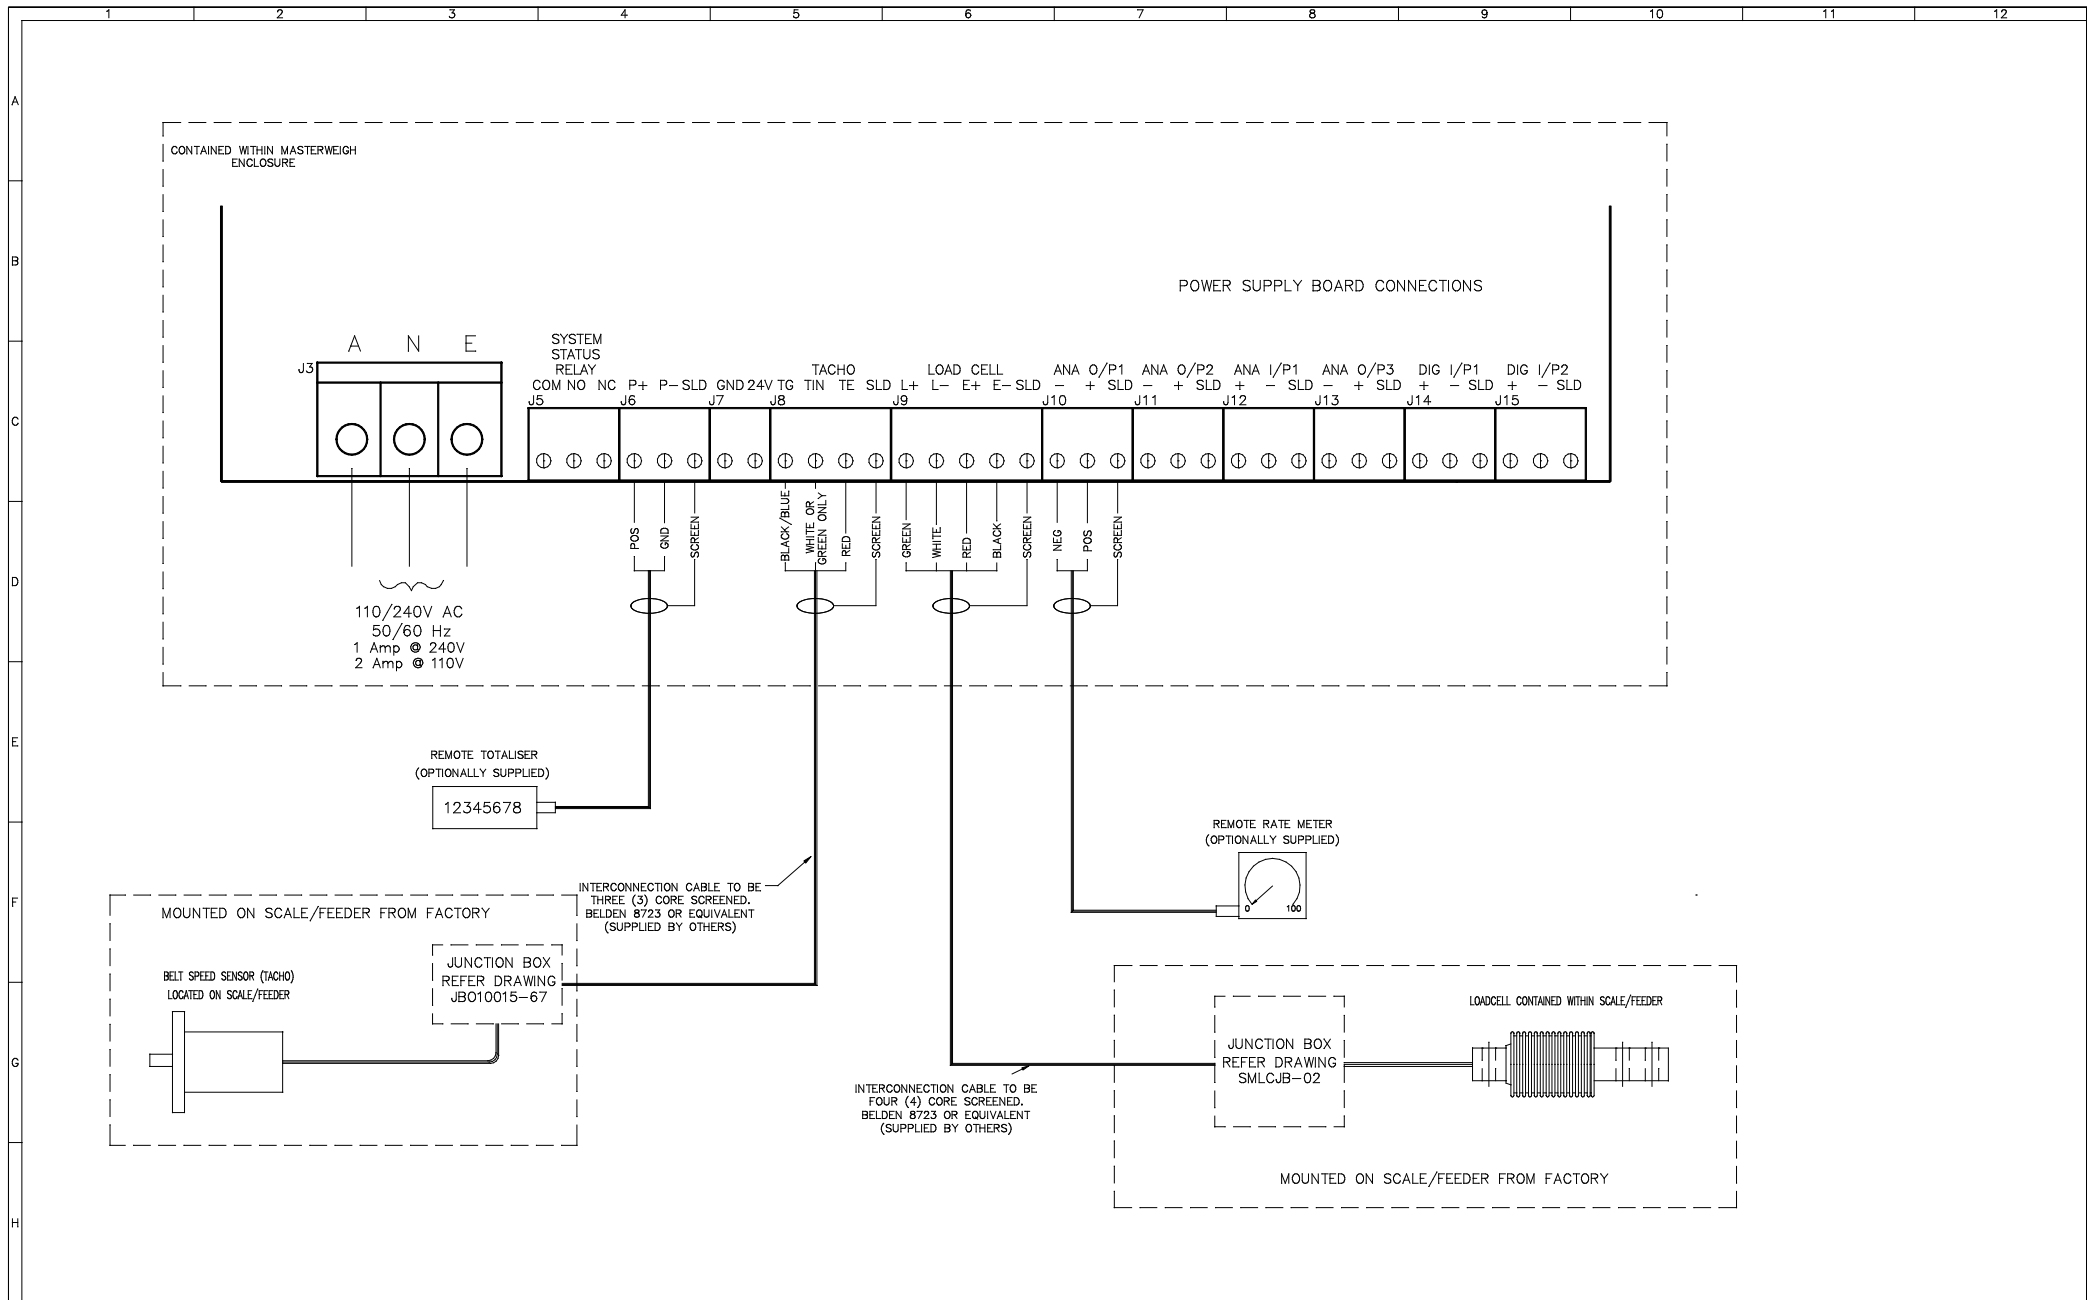 1 2 3 4 5 6 7 8 9 10 11 12
A
CONTAINED WITHIN MASTERWEIGH
ENCLOSURE
B
POWER SUPPLY BOARD CONNECTIONS
A N E
J3
SYSTEM
STATUS
RELAY
TACHO LOAD CELL ANA O/P1 ANA O/P2 ANA I/P1 ANA O/P3 DIG I/P1 DIG I/P2
COM NO NC P+ P- SLD GND 24V TG TIN TE SLD L+ L- E+ E- SLD - + SLD - + SLD + - SLD - + SLD + - SLD + - SLD
J5 J6 J7 J8 J9 J10 J11 J12 J13 J14 J15
C
POS
GND
SCREEN
BLACK/BLUE
WHITE OR
GREEN ONLY
RED
SCREEN
GREEN
WHITE
RED
BLACK
SCREEN
NEG
POS
SCREEN
D
110/240V AC
50/60 Hz
1 Amp @ 240V
2 Amp @ 110V
E
REMOTE TOTALISER
(OPTIONALLY SUPPLIED)
12345678
REMOTE RATE METER
(OPTIONALLY SUPPLIED)
0 100
F
INTERCONNECTION CABLE TO BE
THREE (3) CORE SCREENED.
BELDEN 8723 OR EQUIVALENT
(SUPPLIED BY OTHERS)
MOUNTED ON SCALE/FEEDER FROM FACTORY
JUNCTION BOX
REFER DRAWING
JB010015-67
BELT SPEED SENSOR (TACHO)
LOCATED ON SCALE/FEEDER
LOADCELL CONTAINED WITHIN SCALE/FEEDER
G
JUNCTION BOX
REFER DRAWING
SMLCJB-02
INTERCONNECTION CABLE TO BE
FOUR (4) CORE SCREENED.
BELDEN 8723 OR EQUIVALENT
(SUPPLIED BY OTHERS)
MOUNTED ON SCALE/FEEDER FROM FACTORY
H